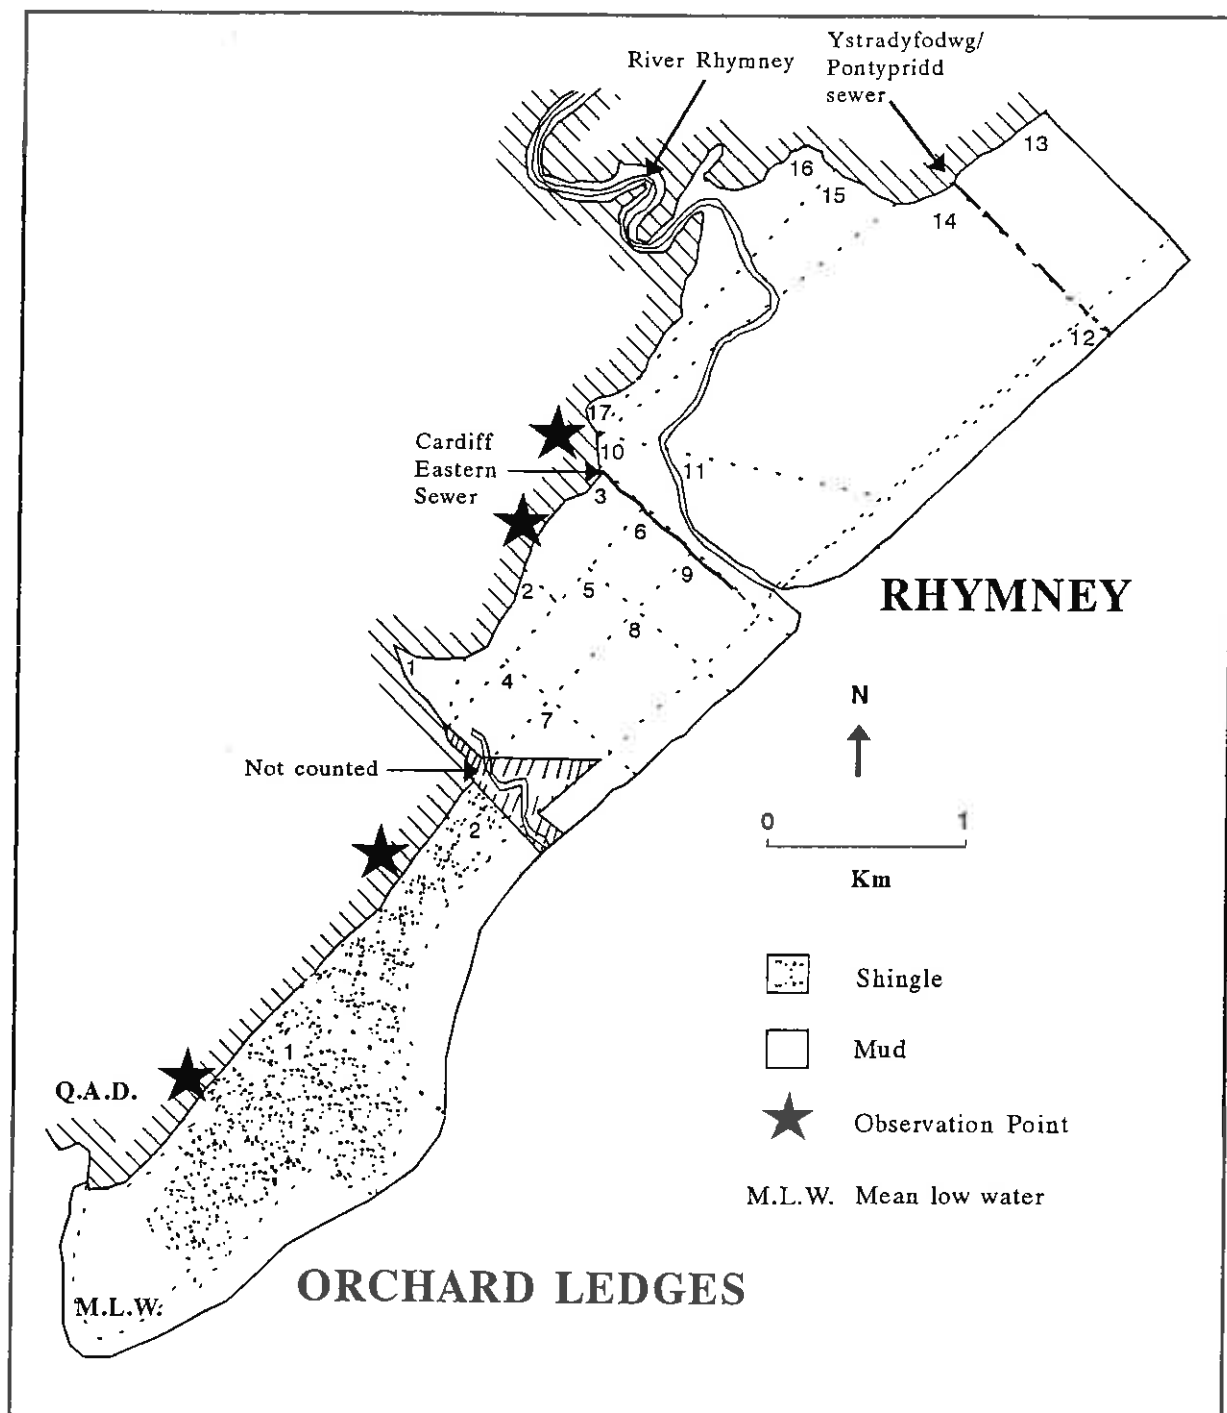 River Rhymney
Ystradyfodwg/
Pontypridd
sewer
13
16
15
14
12
17
Cardiff
Eastern
Sewer
10
11
3
6
9
2
5
8
RHYMNEY
1
4
7
N
Not counted
2
0 1
Km
Shingle
1
Mud
Q.A.D.
Observation Point
M.L.W. Mean low water
ORCHARD LEDGES
M.L.W.